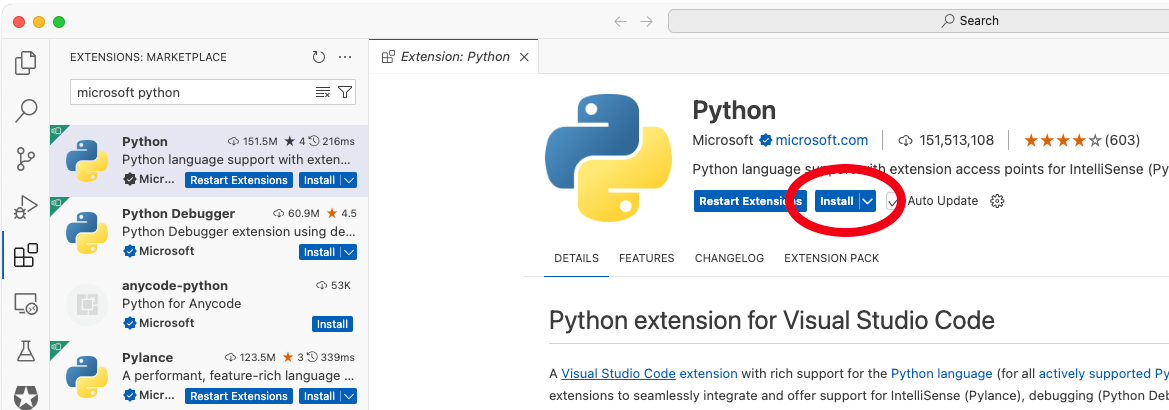 Search
EXTENSIONS: MARKETPLACE
Extension: Python
microsoft python
Python 151.5M 4 216ms
Python language support with exten...
Micr... Restart Extensions Install
Python Debugger 60.9M 4.5
Python Debugger extension using de...
Microsoft Install
anycode-python 53K
Python for Anycode
Microsoft Install
Pylance 123.5M 3 339ms
A performant, feature-rich language ...
Micr... Restart Extensions Install
Python
Microsoft microsoft.com 151,513,108 (603)
Python language support with extension access points for IntelliSense (Py
Restart Extensions Install Auto Update
DETAILS FEATURES CHANGELOG EXTENSION PACK
Python extension for Visual Studio Code
A Visual Studio Code extension with rich support for the Python language (for all actively supported Py
extensions to seamlessly integrate and offer support for IntelliSense (Pylance), debugging (Python Deb